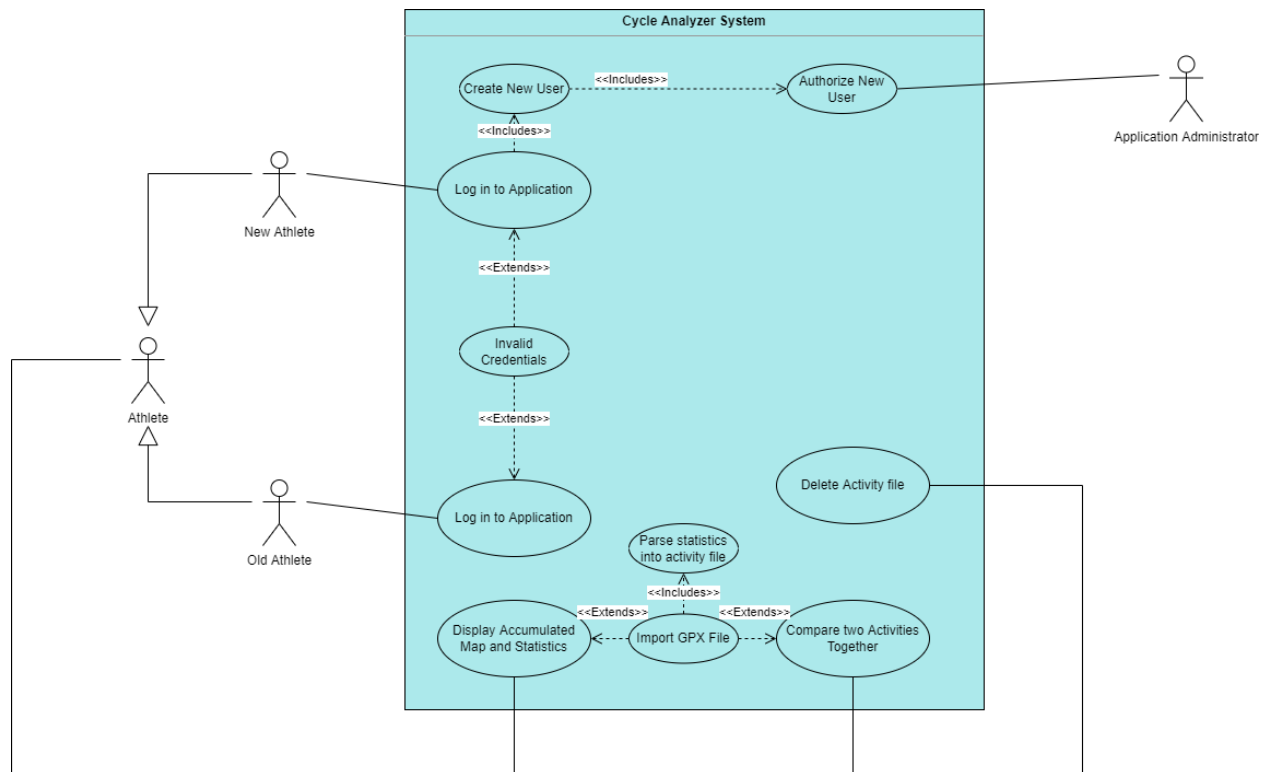 Cycle Analyzer System
Create New User
<<Includes>>
Authorize New
User
Application Administrator
<<Includes>>
New Athlete
Log in to Application
<<Extends>>
Invalid
Credentials
Athlete
<<Extends>>
Delete Activity file
Old Athlete
Log in to Application
Parse statistics
into activity file
<<Includes>>
<<Extends>>
<<Extends>>
Display Accumulated
Map and Statistics
Import GPX File
Compare two Activities
Together